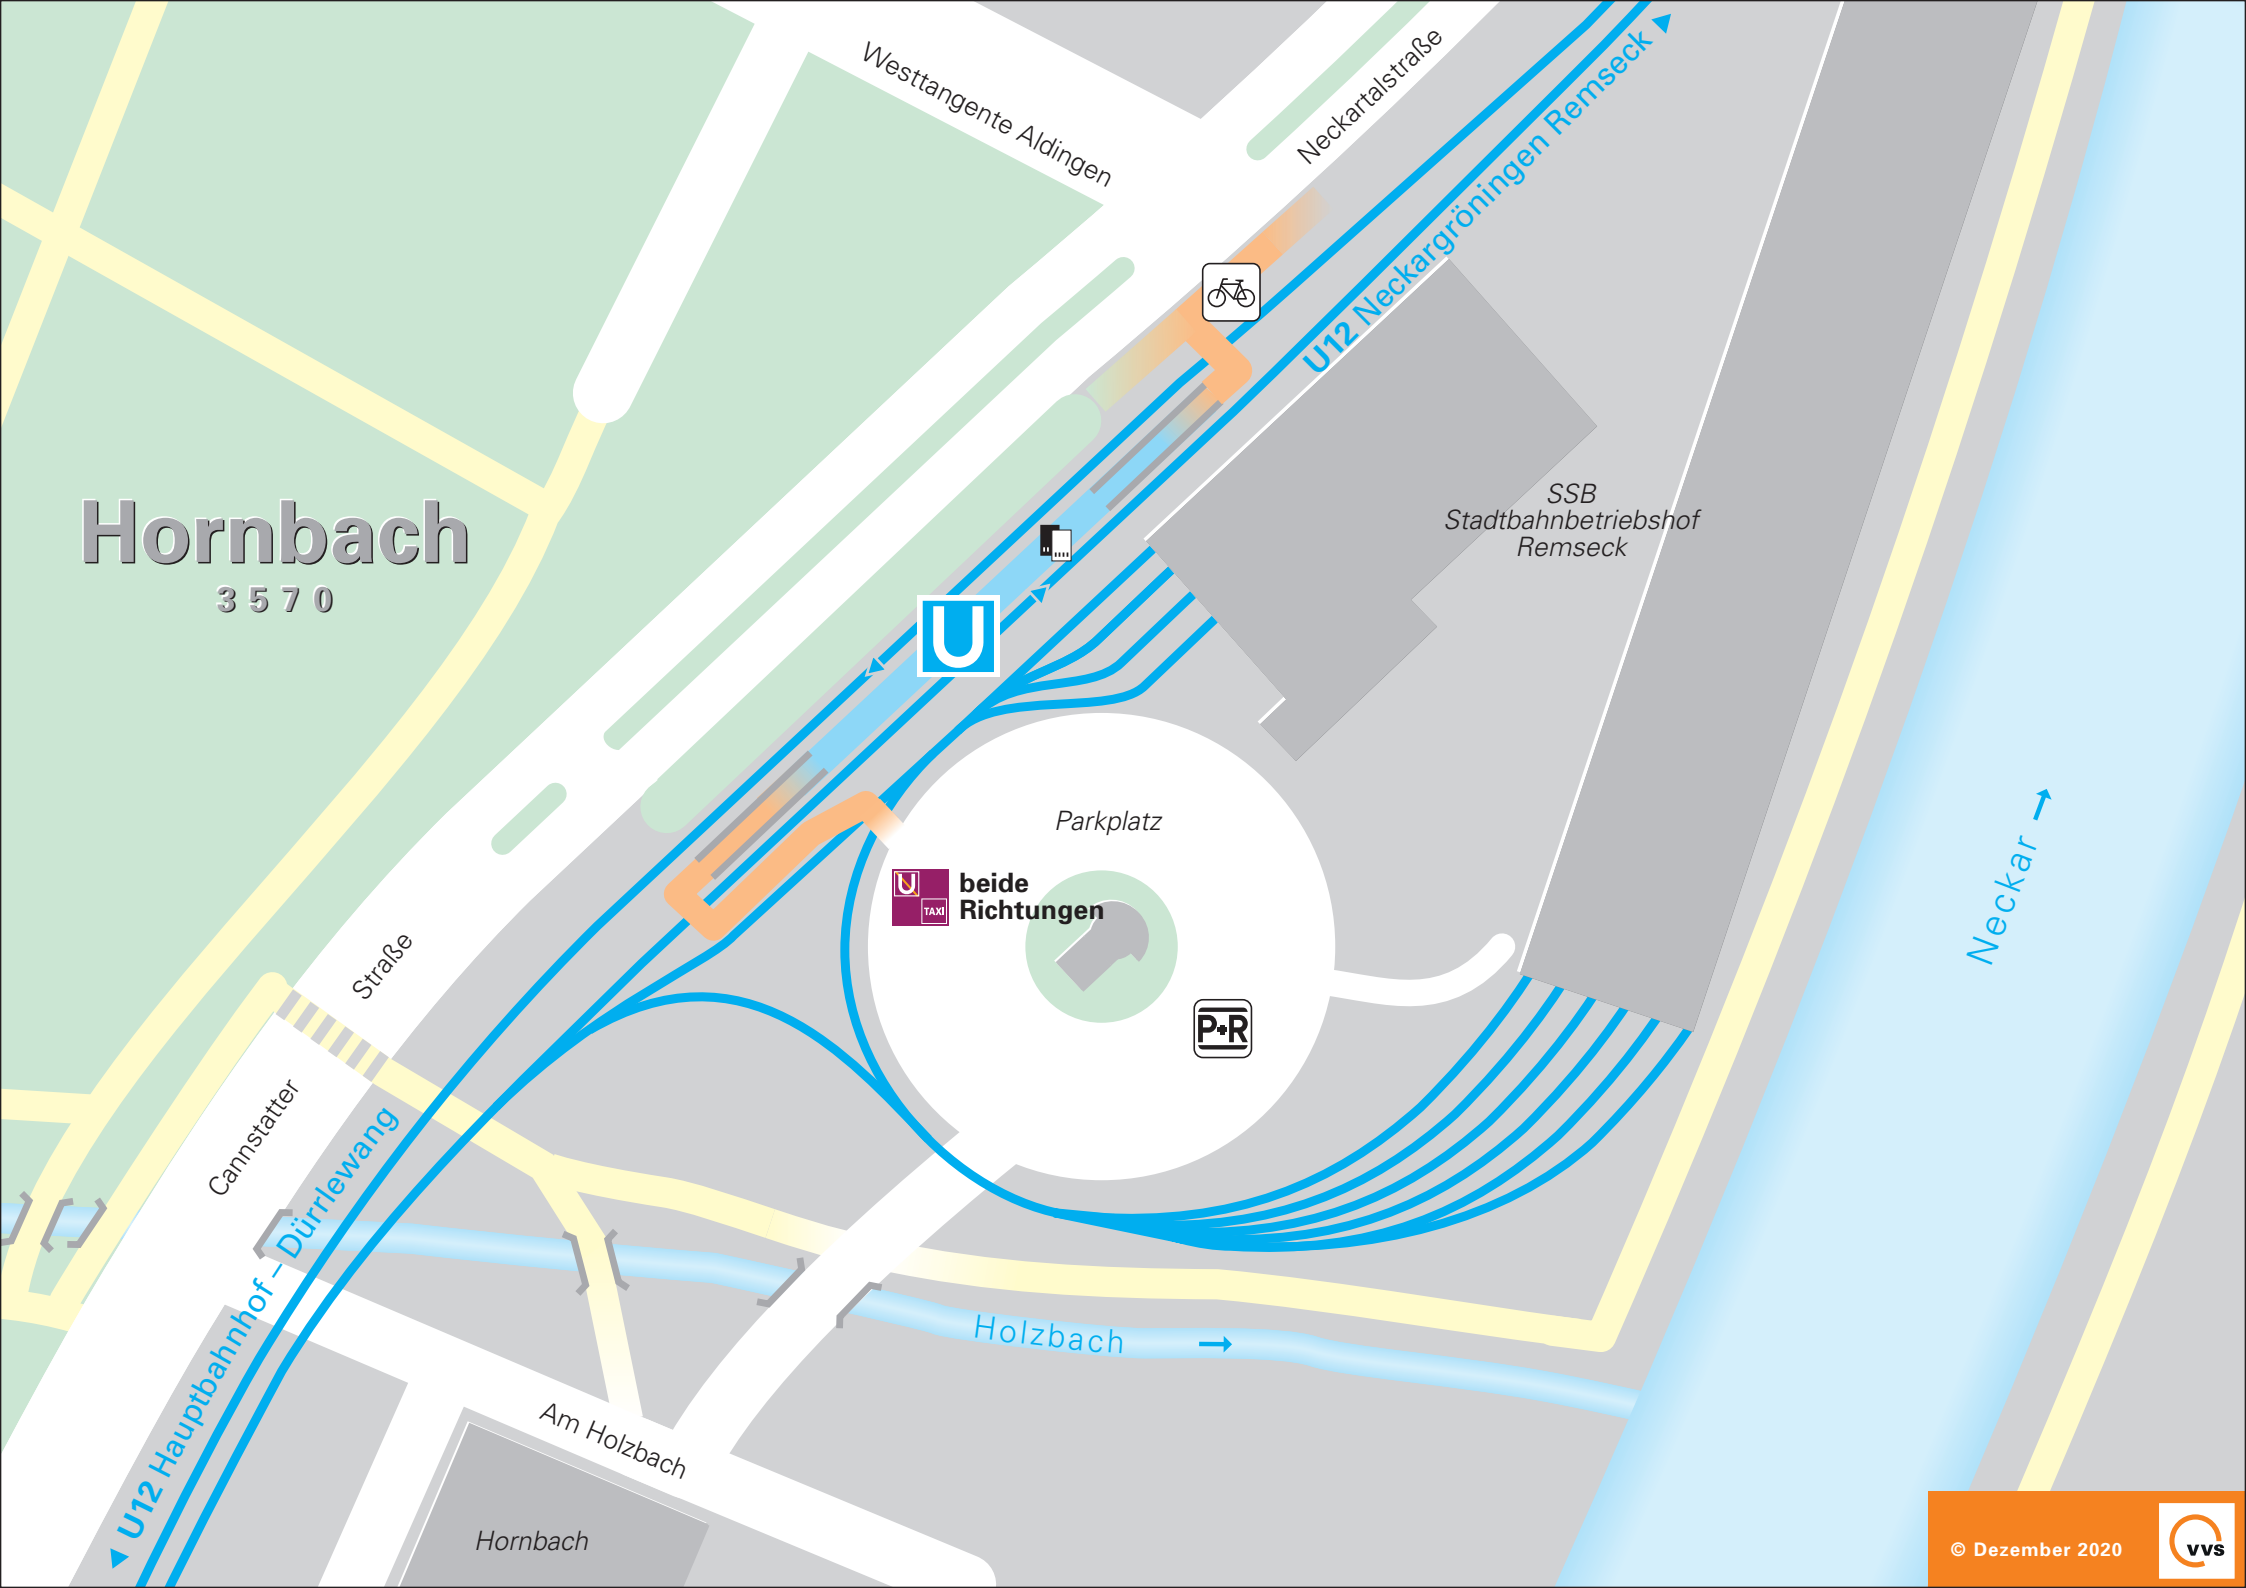 Westtangente Aldingen
Neckartalstraße
U12 Neckargröningen Remseck
Hornbach
3570
SSB
Stadtbahnbetriebshof
Remseck
U
Parkplatz
U
TAXI
beide
Richtungen
P+R
Neckar
Straße
Cannstatter
U12 Hauptbahnhof – Dürrlewang
Holzbach
Am Holzbach
Hornbach
© Dezember 2020
VVS